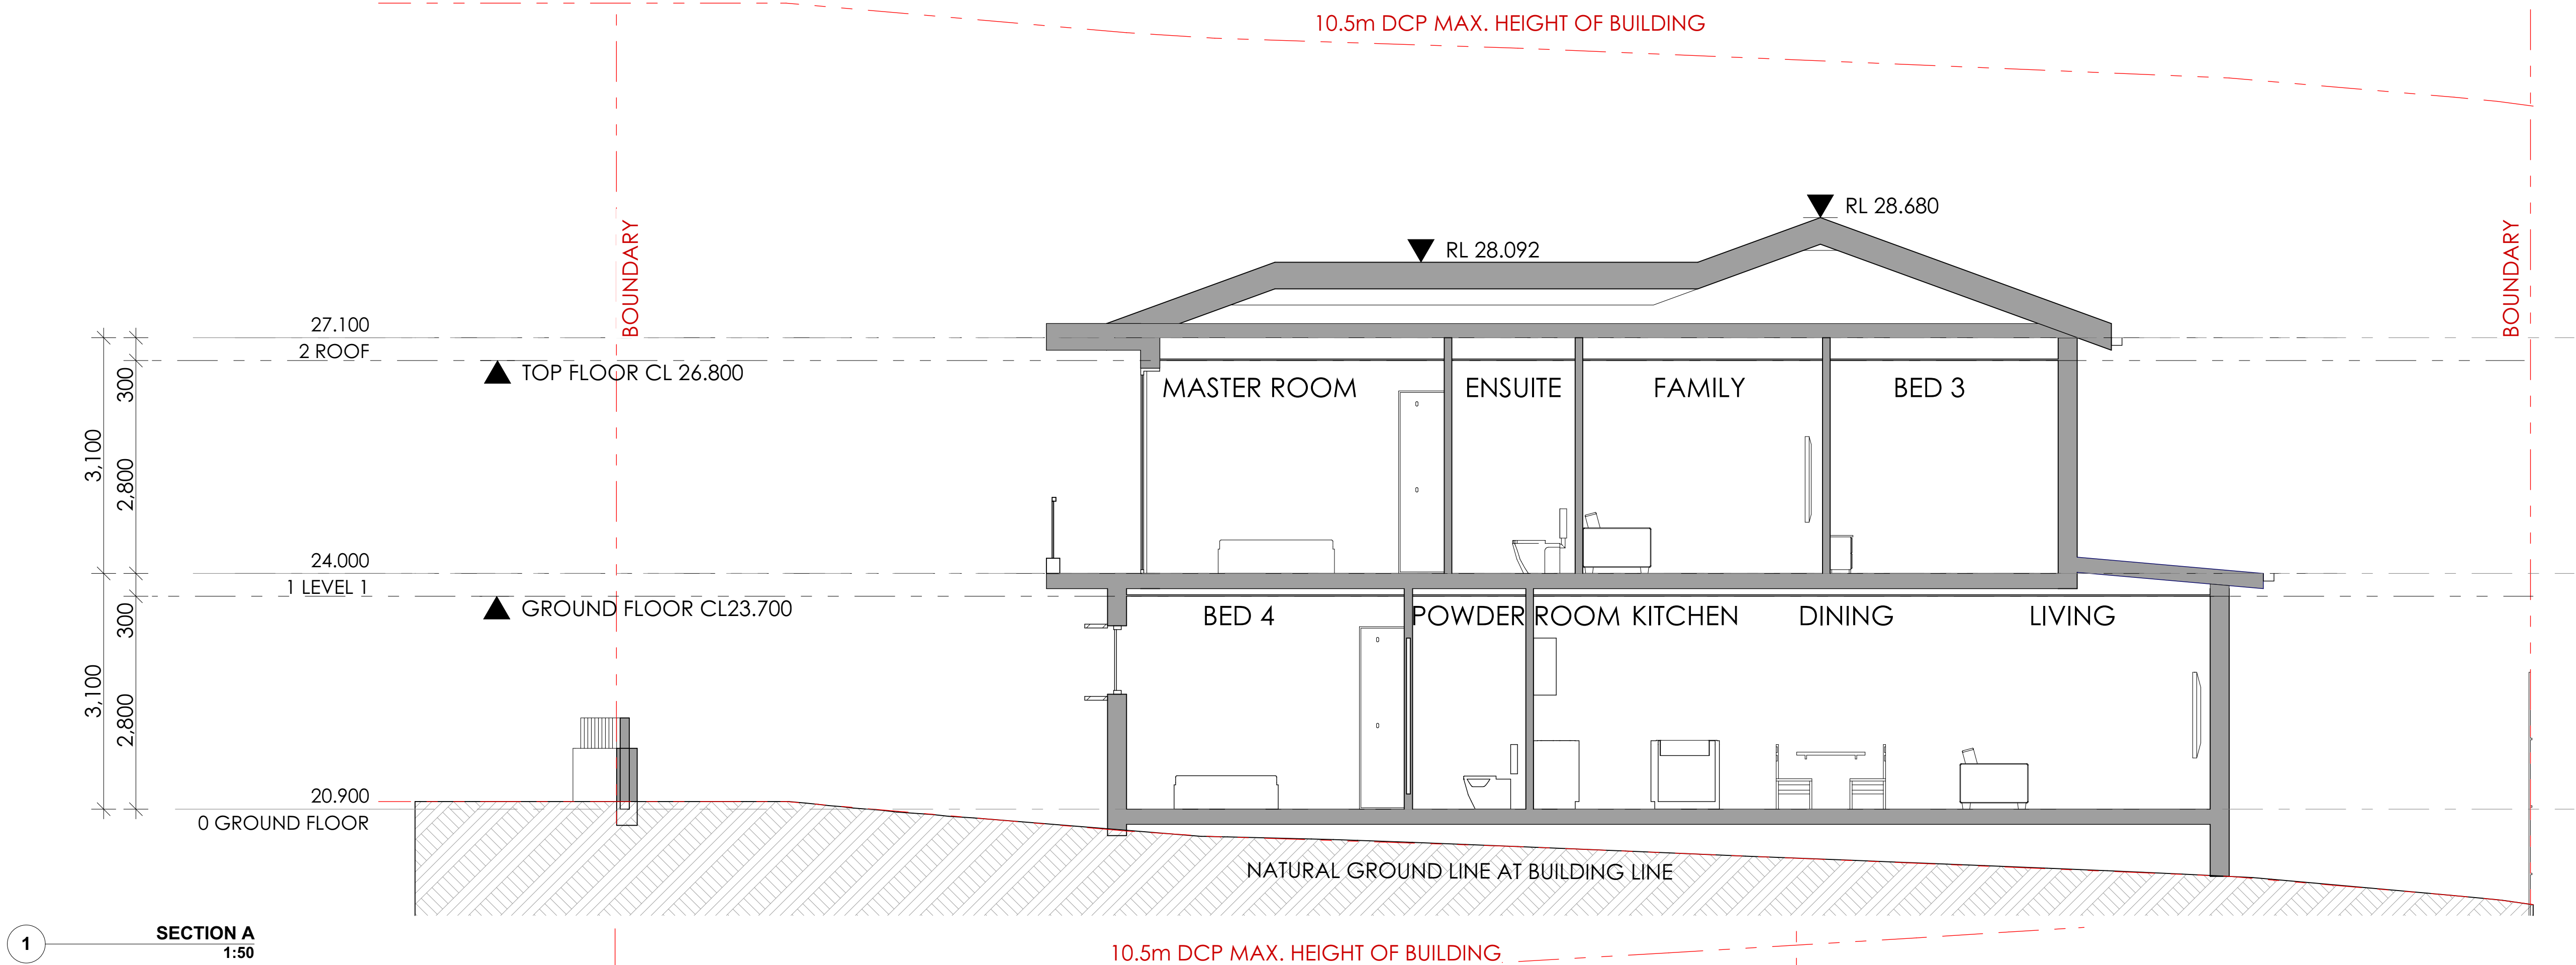 10.5m DCP MAX. HEIGHT OF BUILDING
RL 28.680
RL 28.092
BOUNDARY
BOUNDARY
27.100
2 ROOF
TOP FLOOR CL 26.800
300
3,100
2,800
MASTER ROOM
ENSUITE
FAMILY
BED 3
24.000
1 LEVEL 1
GROUND FLOOR CL23.700
300
3,100
2,800
BED 4
POWDER ROOM
KITCHEN
DINING
LIVING
20.900
0 GROUND FLOOR
NATURAL GROUND LINE AT BUILDING LINE
1
SECTION A
1:50
10.5m DCP MAX. HEIGHT OF BUILDING